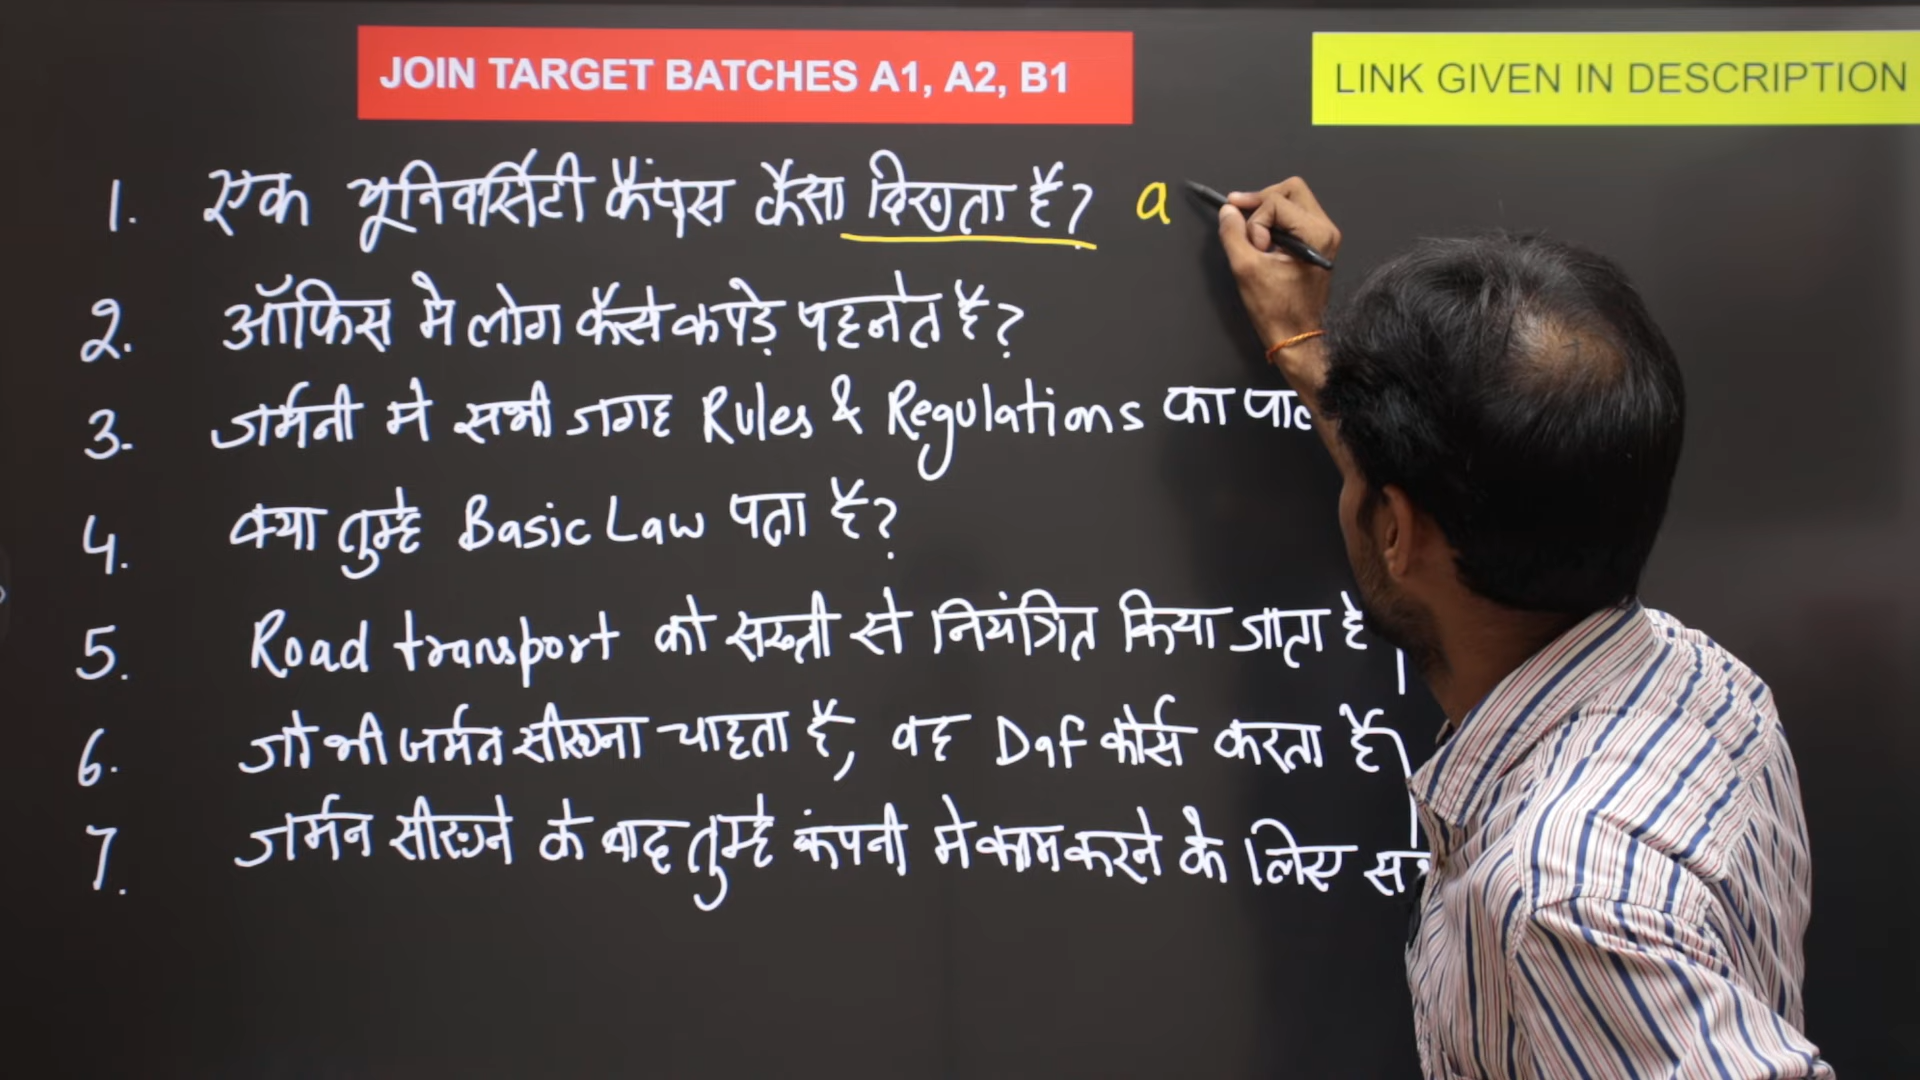 JOIN TARGET BATCHES A1, A2, B1
LINK GIVEN IN DESCRIPTION
1. एक यूनिवर्सिटी कैंपस कैसा दिखता है? a
2. ऑफिस मे लोग कैसे कपड़े पहनते है?
3. जर्मनी मे सभी जगह Rules & Regulations का
4. क्या तुम्हे Basic Law पता है?
5. Road transport को सख्ती से नियंत्रित किया जाता है
6. जो भी जर्मन सीखना चाहता है, वह Daf कोर्स करता है
7. जर्मन सीखने के बाद तुम्हे कंपनी मे काम करने के लिए